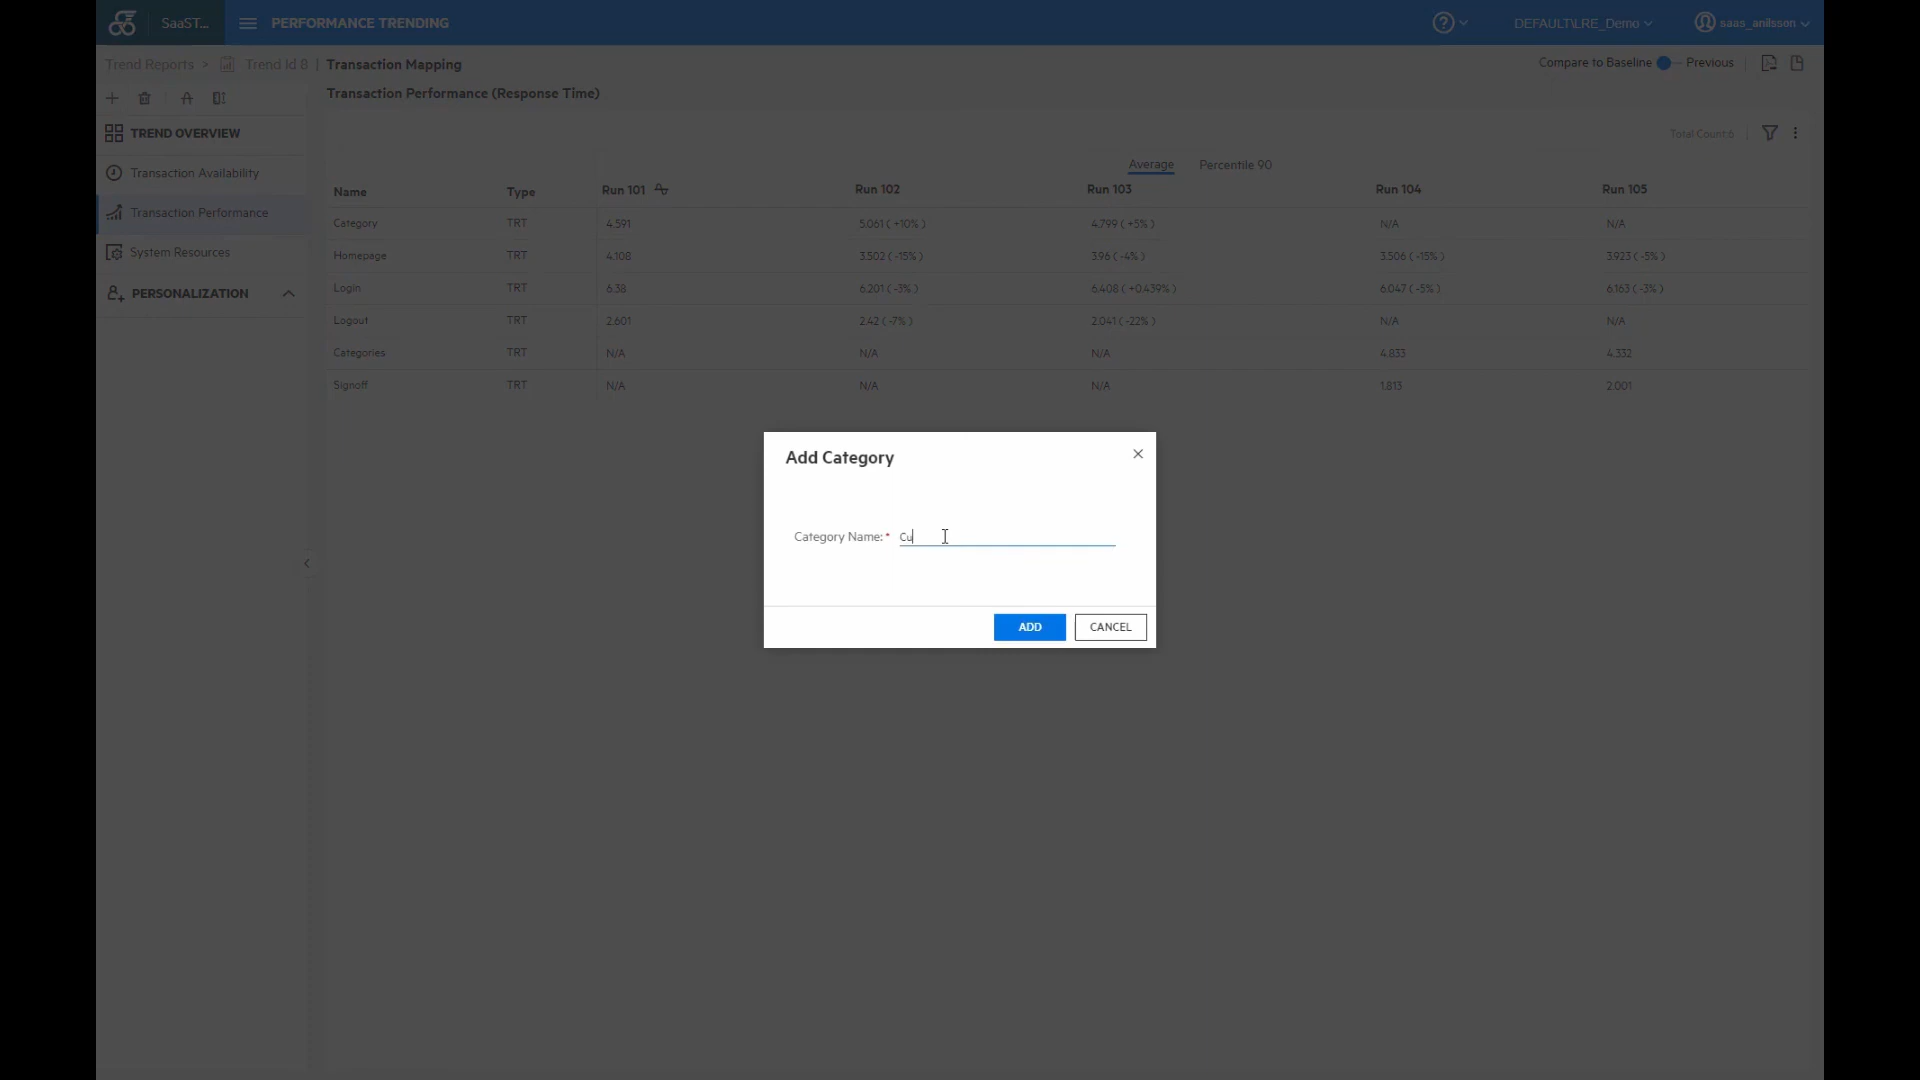 SaaST... PERFORMANCE TRENDING DEFAULT\LRE_Demo saas_anilsson
Trend Reports > Trend Id 8 | Transaction Mapping Compare to Baseline Previous
Transaction Performance (Response Time)
TREND OVERVIEW
Transaction Availability
Transaction Performance
System Resources
PERSONALIZATION
Total Count:6
Average Percentile 90
Name Type Run 101 Run 102 Run 103 Run 104 Run 105
Category TRT 4.591 5.061 ( +10% ) 4.799 ( +5% ) N/A N/A
Homepage TRT 4.108 3.502 ( -15% ) 3.96 ( -4% ) 3.506 ( -15% ) 3.923 ( -5% )
Login TRT 6.38 6.201 ( -3% ) 6.408 ( +0.439% ) 6.047 ( -5% ) 6.163 ( -3% )
Logout TRT 2.601 2.42 ( -7% ) 2.041 ( -22% ) N/A N/A
Categories TRT N/A N/A N/A 4.833 4.332
Signoff TRT N/A N/A N/A 1.813 2.001
Add Category
Category Name:* Cu
ADD CANCEL